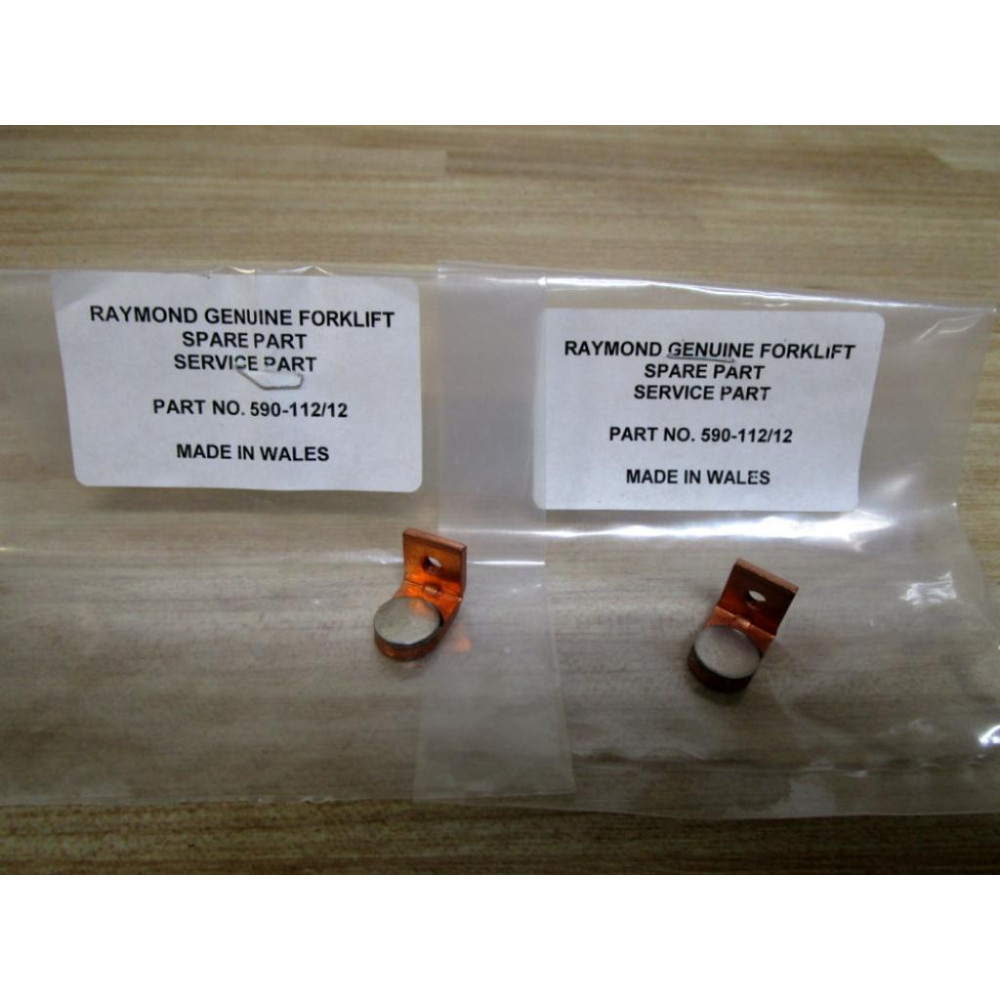 RAYMOND GENUINE FORKLIFT
SPARE PART
SERVICE PART
PART NO. 590-112/12
MADE IN WALES
RAYMOND GENUINE FORKLIFT
SPARE PART
SERVICE PART
PART NO. 590-112/12
MADE IN WALES